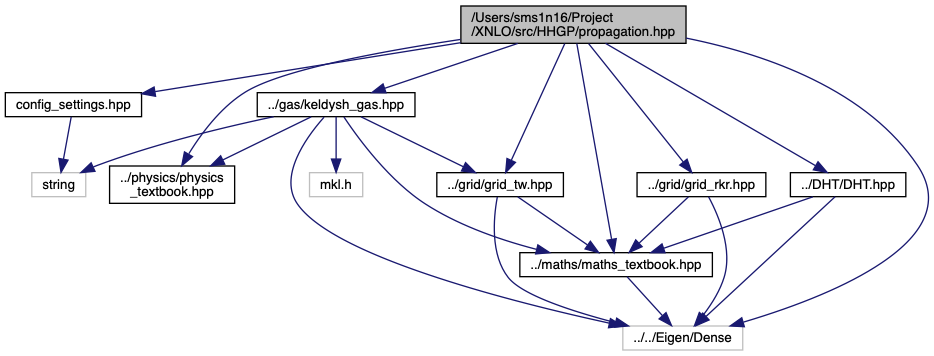 /Users/sms1n16/Project
/XNLO/src/HHGP/propagation.hpp
config_settings.hpp
../gas/keldysh_gas.hpp
string
../physics/physics
_textbook.hpp
mkl.h
../grid/grid_tw.hpp
../grid/grid_rkr.hpp
../DHT/DHT.hpp
../maths/maths_textbook.hpp
../../Eigen/Dense